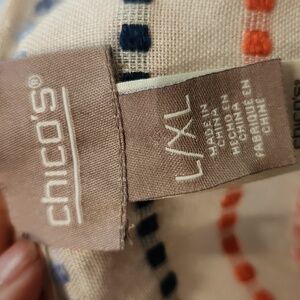 chico's®
L/XL
MADE IN
CHINA
HECHO EN
CHINA
FABRIQUÉ EN
CHINE